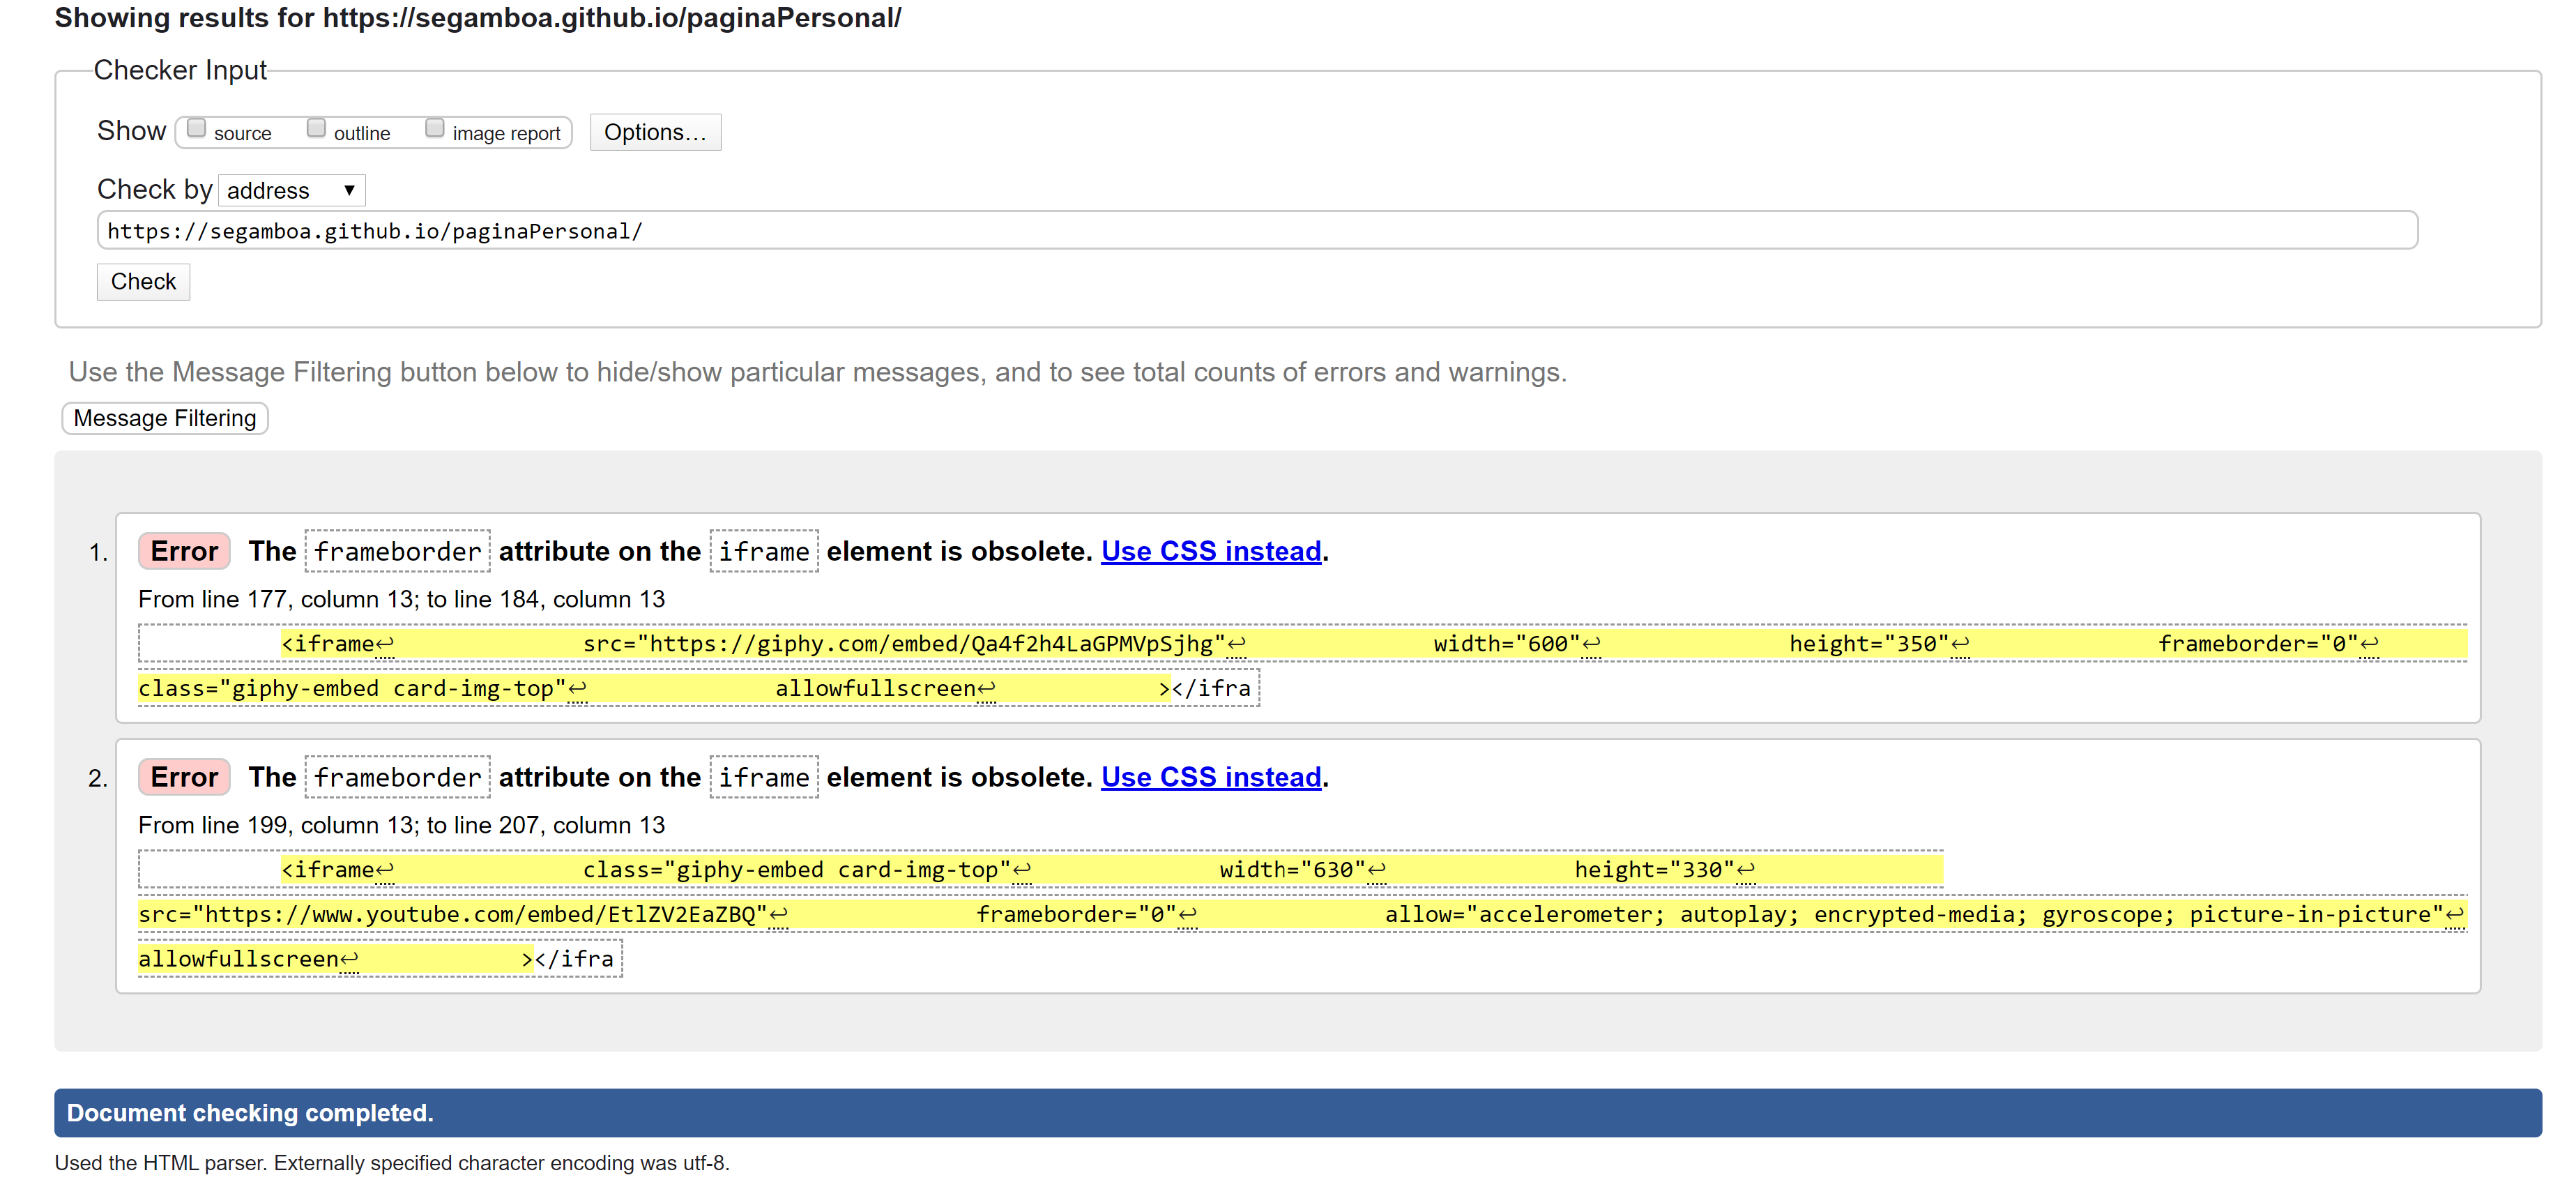 Showing results for https://segamboa.github.io/paginaPersonal/
Checker Input
Show source outline image report Options…
Check by address ▼
https://segamboa.github.io/paginaPersonal/
Check
Use the Message Filtering button below to hide/show particular messages, and to see total counts of errors and warnings.
Message Filtering
1. Error The frameborder attribute on the iframe element is obsolete. Use CSS instead.
From line 177, column 13; to line 184, column 13
<iframe↩ src="https://giphy.com/embed/Qa4f2h4LaGPMVpSjhg"↩ width="600"↩ height="350"↩ frameborder="0"↩
class="giphy-embed card-img-top"↩ allowfullscreen↩ ></ifra
2. Error The frameborder attribute on the iframe element is obsolete. Use CSS instead.
From line 199, column 13; to line 207, column 13
<iframe↩ class="giphy-embed card-img-top"↩ width="630"↩ height="330"↩
src="https://www.youtube.com/embed/EtlZV2EaZBQ"↩ frameborder="0"↩ allow="accelerometer; autoplay; encrypted-media; gyroscope; picture-in-picture"↩
allowfullscreen↩ ></ifra
Document checking completed.
Used the HTML parser. Externally specified character encoding was utf-8.